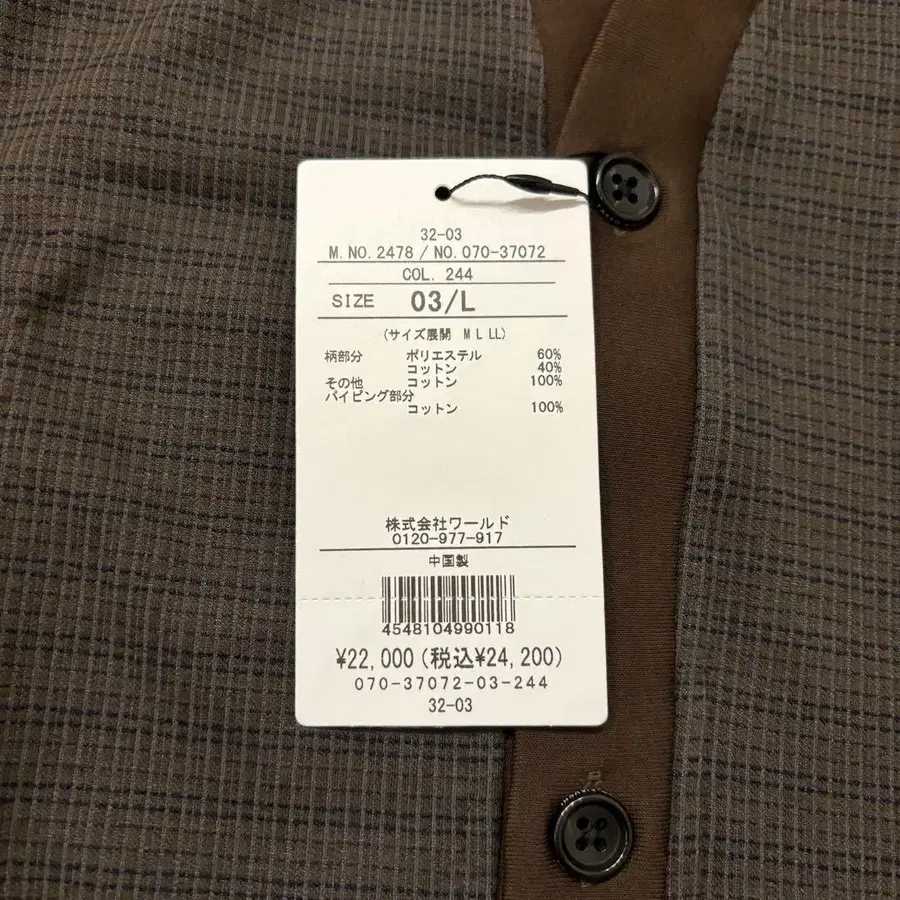 32-03
M.NO.2478 / NO.070-37072
COL. 244
SIZE 03/L
(サイズ展開 M L LL)
柄部分 ポリエステル 60%
コットン 40%
その他 コットン 100%
パイピング部分
コットン 100%
株式会社ワールド
0120-977-917
中国製
4548104990118
¥22,000(税込¥24,200)
070-37072-03-244
32-03